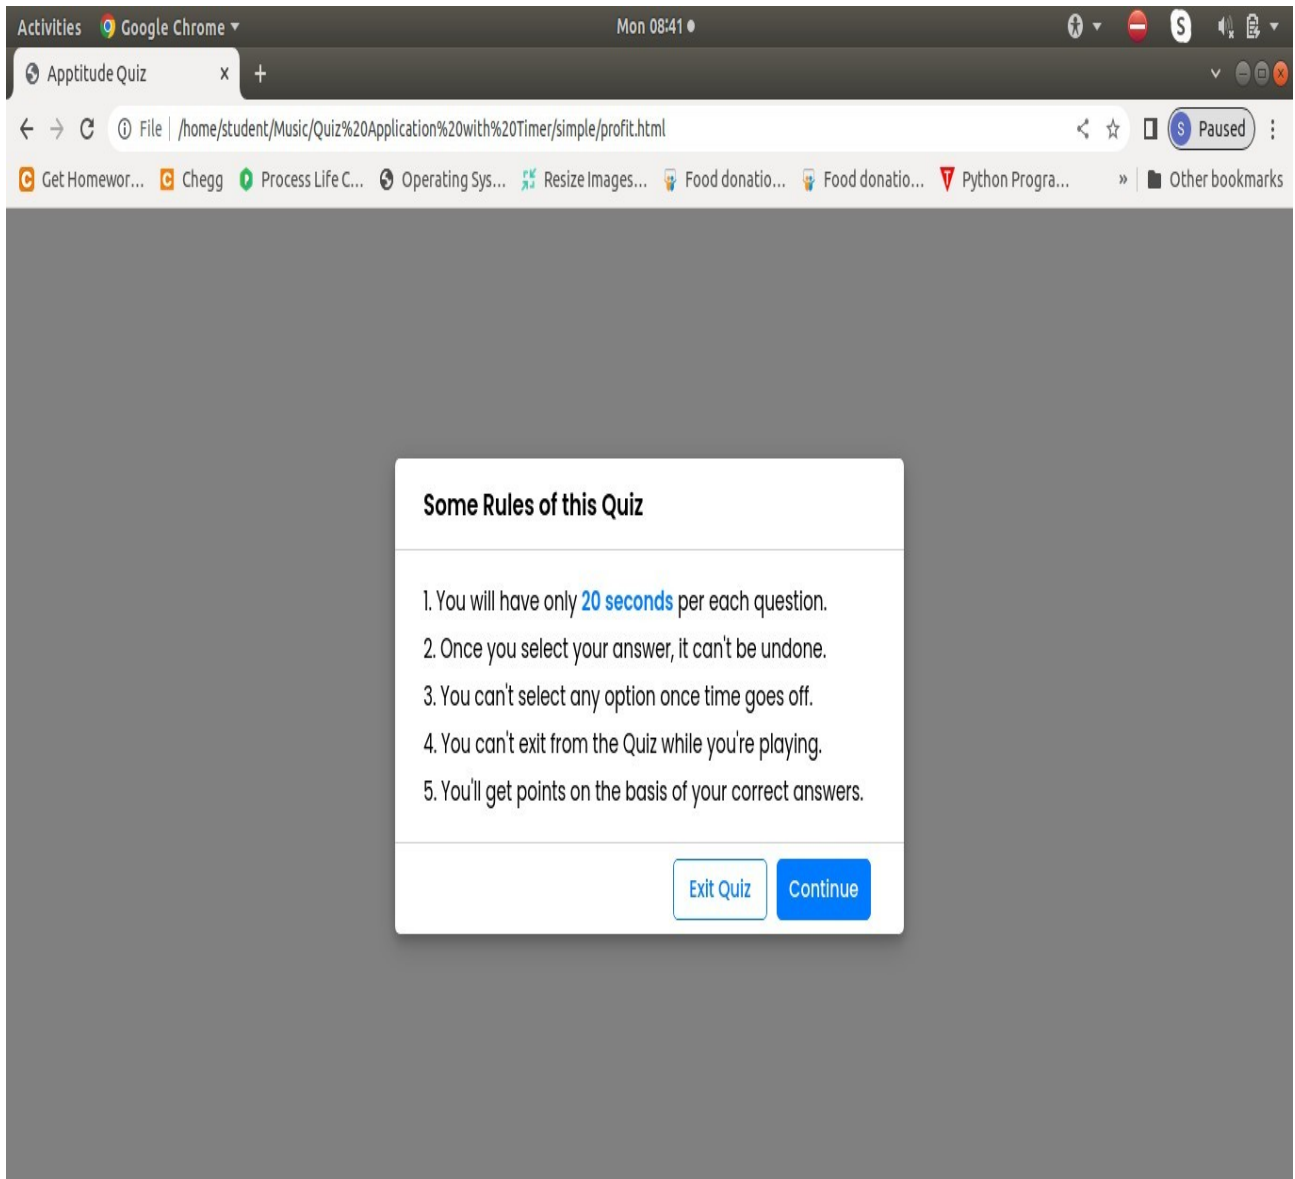 Activities Google Chrome ▾ Mon 08:41 ●
Apptitude Quiz x +
File | /home/student/Music/Quiz%20Application%20with%20Timer/simple/profit.html S Paused
Get Homewor... Chegg Process Life C... Operating Sys... Resize Images... Food donatio... Food donatio... Python Progra... » Other bookmarks
Some Rules of this Quiz
1. You will have only 20 seconds per each question.
2. Once you select your answer, it can't be undone.
3. You can't select any option once time goes off.
4. You can't exit from the Quiz while you're playing.
5. You'll get points on the basis of your correct answers.
Exit Quiz Continue